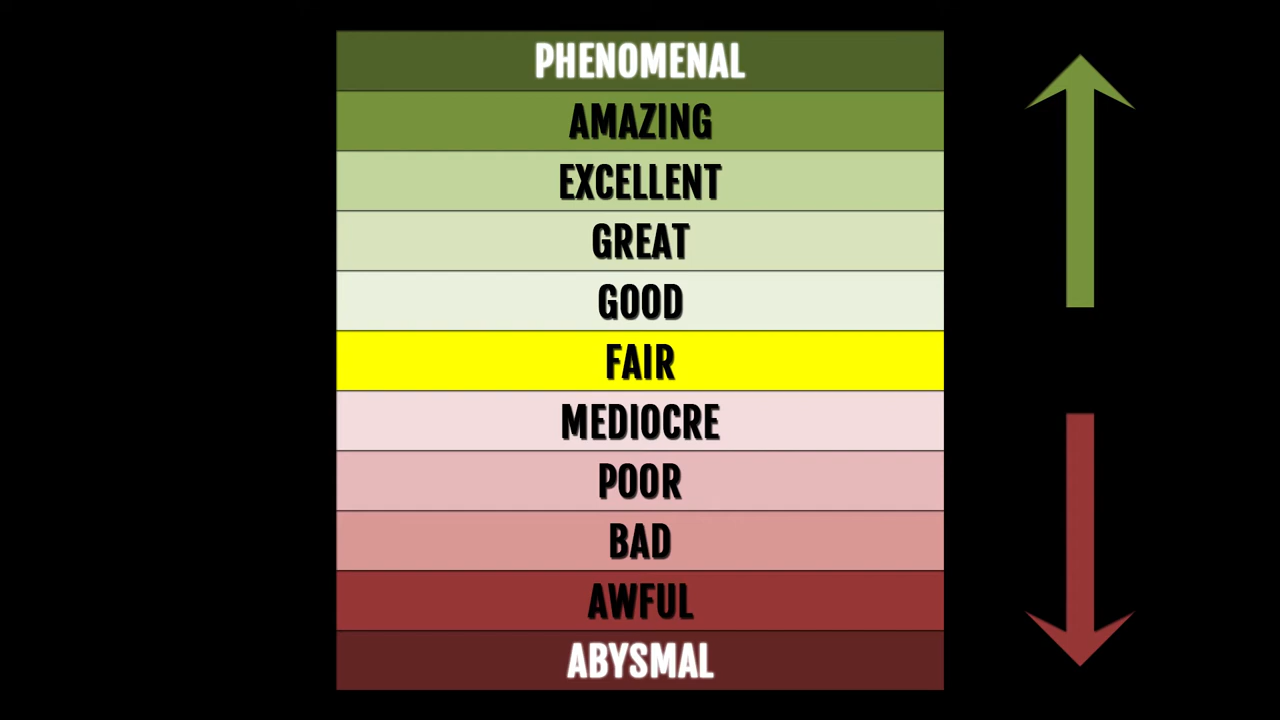 PHENOMENAL
AMAZING
EXCELLENT
GREAT
GOOD
FAIR
MEDIOCRE
POOR
BAD
AWFUL
ABYSMAL